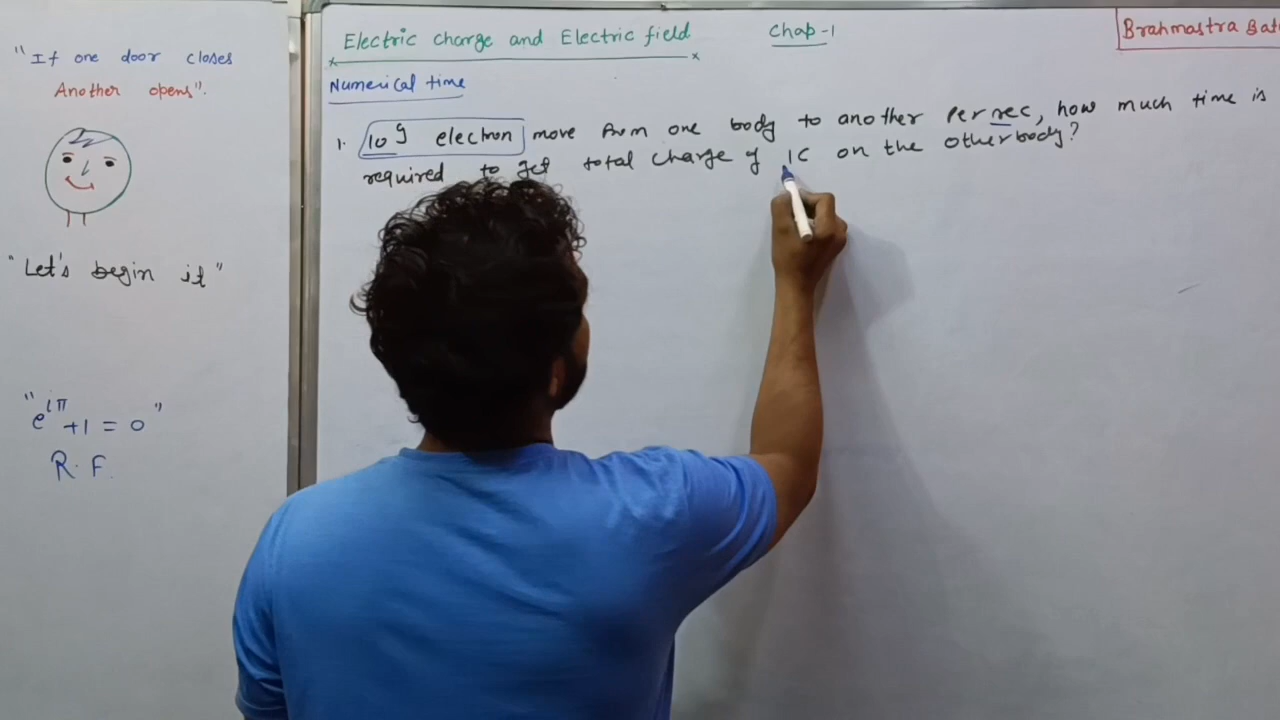 "If one door closes
Another opens".
"Let's begin it"
"e^iπ +1 = 0"
R. F.
Electric charge and Electric field
Chap-1
Brahmastra
Numerical time
1. 10^9 electron move from one body to another per sec, how much time is
required to get total charge of 1C on the other body?